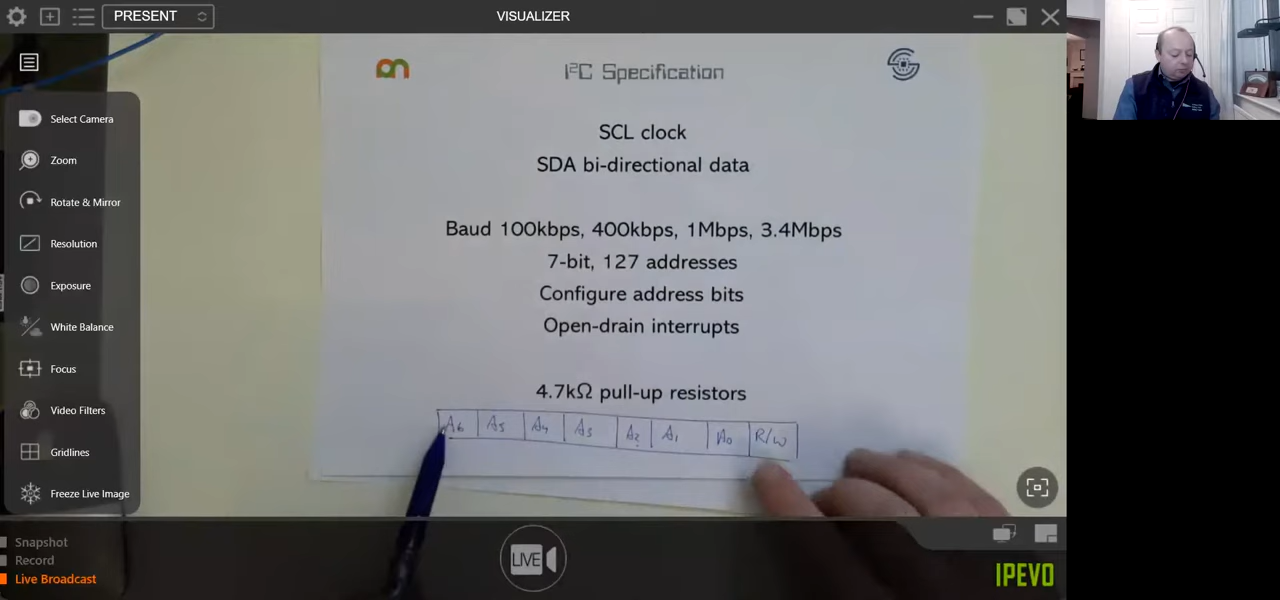 PRESENT
VISUALIZER
I²C Specification
SCL clock
SDA bi-directional data
Baud 100kbps, 400kbps, 1Mbps, 3.4Mbps
7-bit, 127 addresses
Configure address bits
Open-drain interrupts
4.7kΩ pull-up resistors
A6 A5 A4 A3 A2 A1 A0 R/W
Select Camera
Zoom
Rotate & Mirror
Resolution
Exposure
White Balance
Focus
Video Filters
Gridlines
Freeze Live Image
Snapshot
Record
Live Broadcast
LIVE
IPEVO